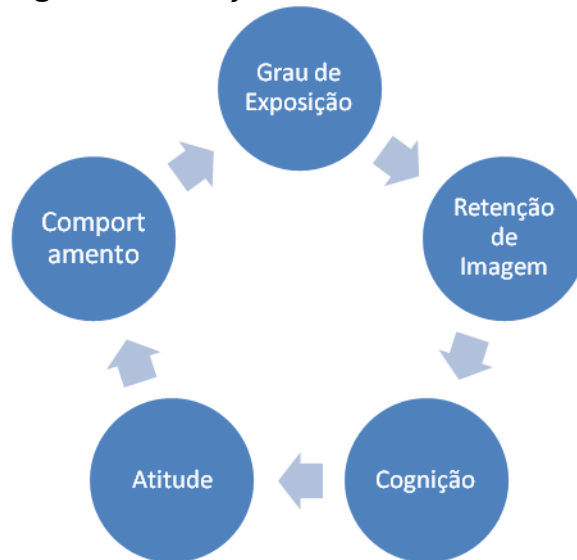 Grau de
Exposição
Retenção
de
Imagem
Cognição
Atitude
Comport
amento